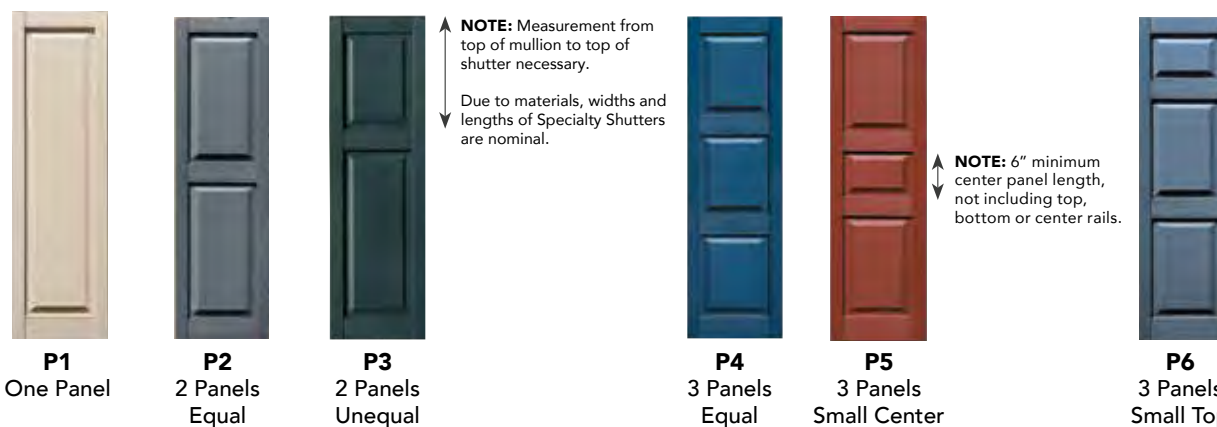 NOTE: Measurement from
top of mullion to top of
shutter necessary.
Due to materials, widths and
lengths of Specialty Shutters
are nominal.
NOTE: 6” minimum
center panel length,
not including top,
bottom or center rails.
P1
One Panel
P2
2 Panels
Equal
P3
2 Panels
Unequal
P4
3 Panels
Equal
P5
3 Panels
Small Center
P6
3 Panels
Small To